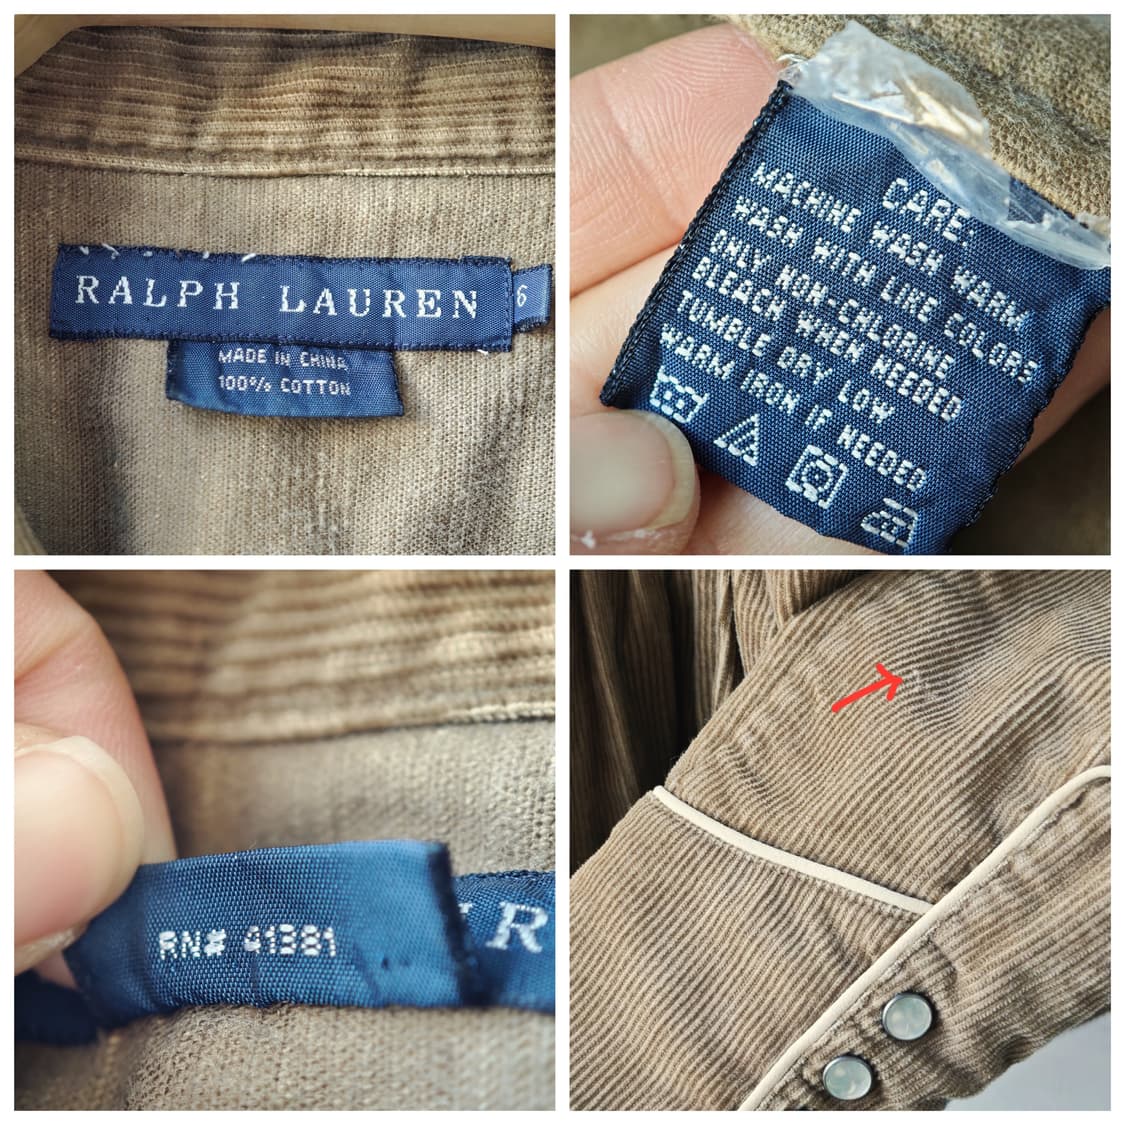 RALPH LAUREN
6
MADE IN CHINA
100% COTTON
CARE:
MACHINE WASH WARM
WASH WITH LIKE COLORS
ONLY NON-CHLORINE
BLEACH WHEN NEEDED
TUMBLE DRY LOW
WARM IRON IF NEEDED
RN# 41381
R